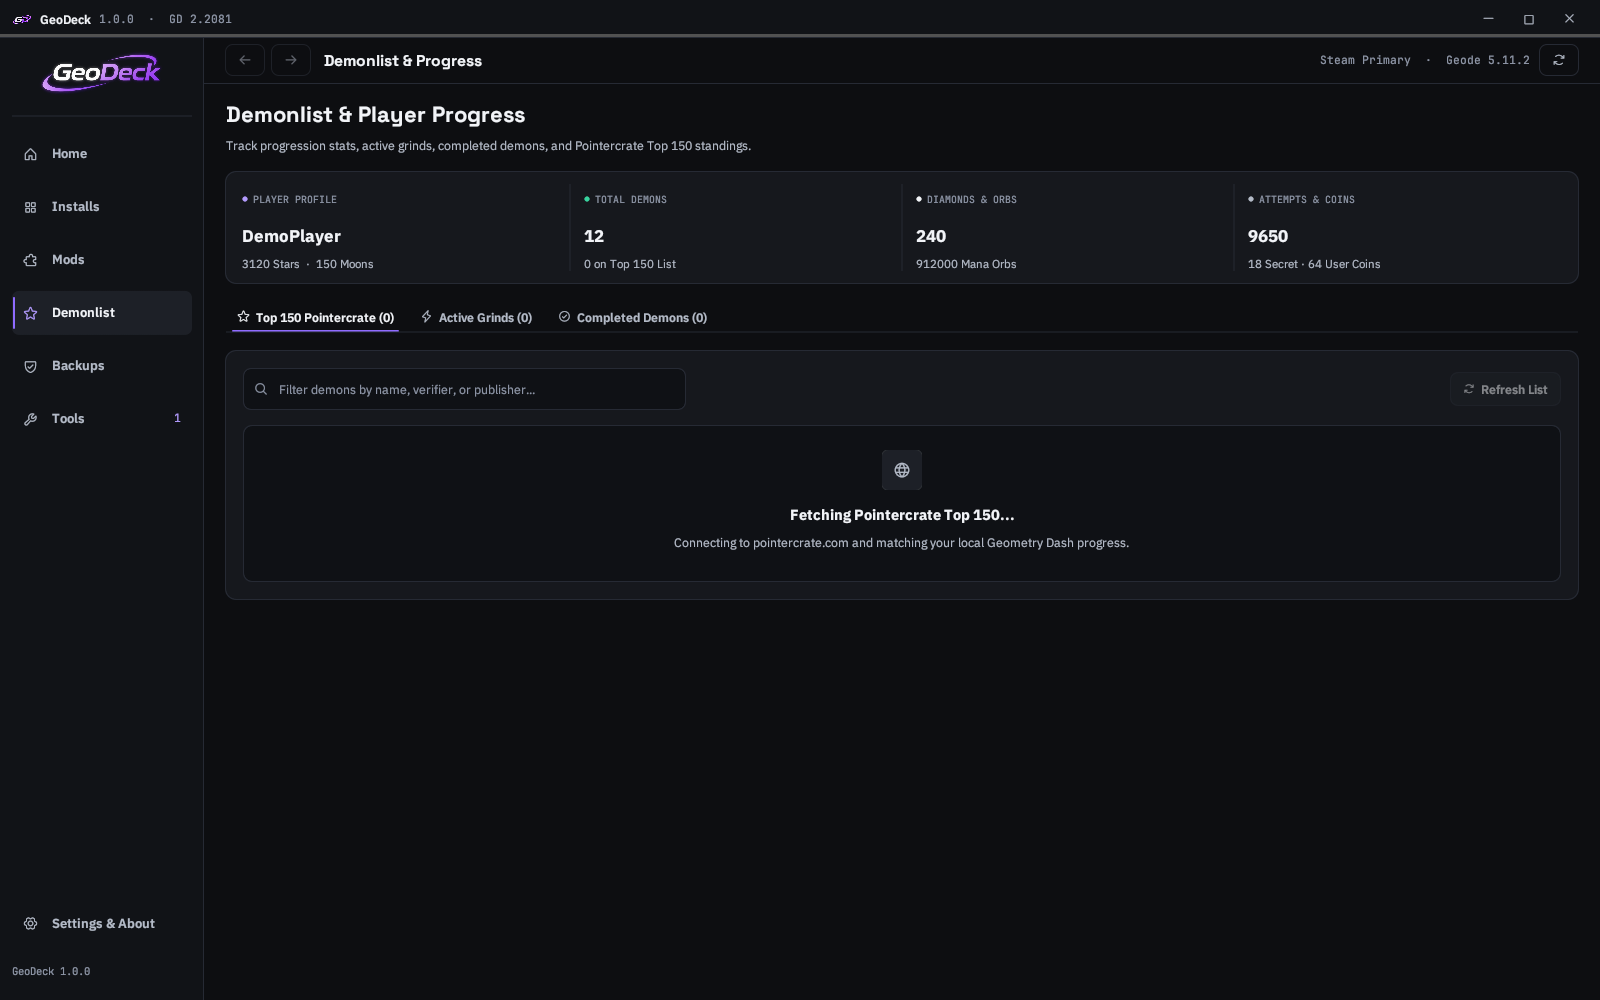 GeoDeck 1.0.0 · GD 2.2081
GeoDeck
Demonlist & Progress
Steam Primary · Geode 5.11.2
Home
Installs
Mods
Demonlist
Backups
Tools 1
Settings & About
GeoDeck 1.0.0
Demonlist & Player Progress
Track progression stats, active grinds, completed demons, and Pointercrate Top 150 standings.
PLAYER PROFILE
DemoPlayer
3120 Stars · 150 Moons
TOTAL DEMONS
12
0 on Top 150 List
DIAMONDS & ORBS
240
912000 Mana Orbs
ATTEMPTS & COINS
9650
18 Secret · 64 User Coins
Top 150 Pointercrate (0) Active Grinds (0) Completed Demons (0)
Filter demons by name, verifier, or publisher...
Refresh List
Fetching Pointercrate Top 150...
Connecting to pointercrate.com and matching your local Geometry Dash progress.